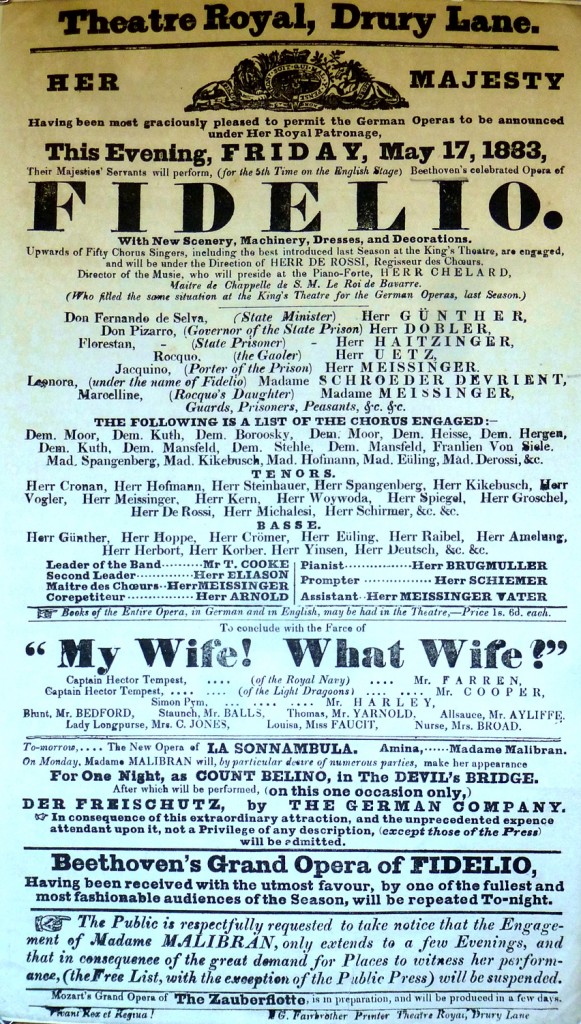 Theatre Royal, Drury Lane.
HER MAJESTY
Having been most graciously pleased to permit the German Operas to be announced
under Her Royal Patronage,
This Evening, FRIDAY, May 17, 1833,
Their Majesties' Servants will perform, (for the 5th Time on the English Stage) Beethoven's celebrated Opera of
FIDELIO.
With New Scenery, Machinery, Dresses, and Decorations.
Upwards of Fifty Chorus Singers, including the best introduced last Season at the King's Theatre, are engaged,
and will be under the Direction of HERR DE ROSSI, Regisseur des Chœurs.
Director of the Music, who will preside at the Piano-Forte, HERR CHELARD,
Maitre de Chappelle de S. M. Le Roi de Bavarre.
(Who filled the same situation at the King's Theatre for the German Operas, last Season.)
Don Fernando de Selva, (State Minister) Herr GÜNTHER,
Don Pizarro, (Governor of the State Prison) Herr DOBLER,
Florestan, - (State Prisoner) - Herr HAITZINGER,
Rocquo, (the Gaoler) Herr UETZ,
Jacquino, (Porter of the Prison) Herr MEISSINGER.
Leonora, (under the name of Fidelio) Madame SCHROEDER DEVRIENT,
Marcelline, (Rocquo's Daughter) Madame MEISSINGER,
Guards, Prisoners, Peasants, &c. &c.
THE FOLLOWING IS A LIST OF THE CHORUS ENGAGED:—
Dem. Moor, Dem. Kuth, Dem. Boroosky, Dem. Moor, Dem. Heisse, Dem. Hergen,
Dem. Kuth, Dem. Mansfeld, Dem. Stehle, Dem. Mansfeld, Franlien Von Siele.
Mad. Spangenberg, Mad. Kikebusch, Mad. Hofmann, Mad. Eüling, Mad. Derossi, &c.
TENORS.
Herr Cronan, Herr Hofmann, Herr Steinhauer, Herr Spangenberg, Herr Kikebusch, Herr
Vogler, Herr Meissinger, Herr Kern, Herr Woywoda, Herr Spiegel, Herr Groschel,
Herr De Rossi, Herr Michalesi, Herr Schirmer, &c. &c.
BASSE.
Herr Günther, Herr Hoppe, Herr Crömer, Herr Eüling, Herr Raibel, Herr Amelung,
Herr Herbort, Herr Korber. Herr Yinsen, Herr Deutsch, &c. &c.
Leader of the Band············Mr T. COOKE
Second Leader············Herr ELIASON
Maitre des Chœurs··HerrMEISSINGER
Corepetiteur············Herr ARNOLD
Pianist············Herr BRUGMULLER
Prompter ············Herr SCHIEMER
Assistant··Herr MEISSINGER VATER
Books of the Entire Opera, in German and in English, may be had in the Theatre,—Price 1s. 6d. each.
To conclude with the Farce of
"My Wife! What Wife?"
Captain Hector Tempest, .... (of the Royal Navy) .... Mr. FARREN,
Captain Hector Tempest, .... .... (of the Light Dragoons) .... .... Mr. COOPER,
Simon Pym, .... .... .... Mr. HARLEY,
Blunt, Mr. BEDFORD, Staunch, Mr. BALLS, Thomas, Mr. YARNOLD. Allsauce, Mr. AYLIFFE.
Lady Longpurse, Mrs. C. JONES, Louisa, Miss FAUCIT, Nurse, Mrs. BROAD.
To-morrow,.... The New Opera of LA SONNAMBULA. Amina,······Madame Malibran.
On Monday, Madame MALIBRAN will, by particular desire of numerous parties, make her appearance
For One Night, as COUNT BELINO, in The DEVIL's BRIDGE.
After which will be performed, (on this one occasion only,)
DER FREISCHUTZ, by THE GERMAN COMPANY.
In consequence of this extraordinary attraction, and the unprecedented expence
attendant upon it, not a Privilege of any description, (except those of the Press)
will be admitted.
Beethoven's Grand Opera of FIDELIO,
Having been received with the utmost favour, by one of the fullest and
most fashionable audiences of the Season, will be repeated To-night.
The Public is respectfully requested to take notice that the Engage-
ment of Madame MALIBRAN, only extends to a few Evenings, and
that in consequence of the great demand for Places to witness her perform-
ance, (the Free List, with the exception of the Public Press) will be suspended.
Mozart's Grand Opera of The Zauberflotte, is in preparation, and will be produced in a few days.
Vivant Rex et Regina! G. Fairbrother Printer Theatre Royal, Drury Lane